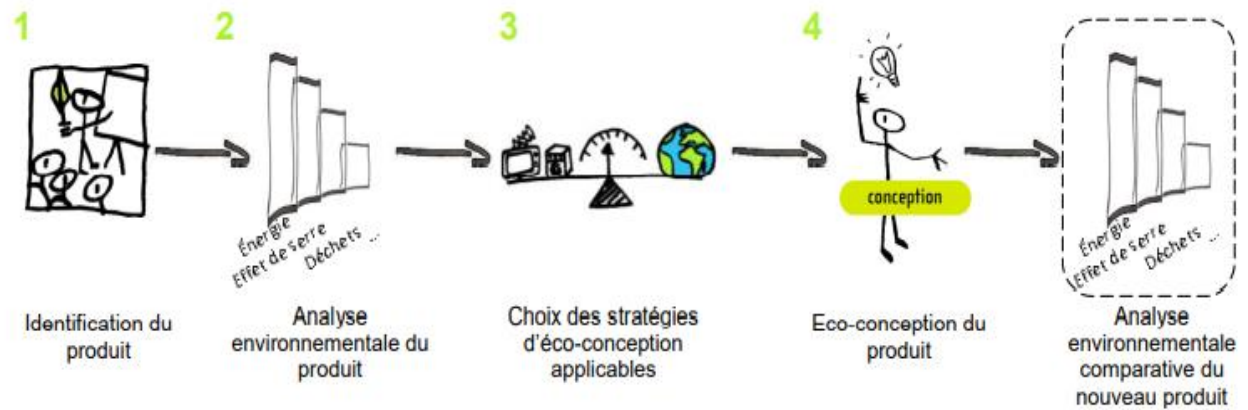 1
2
3
4
Énergie
Effet de serre
Déchets ...
conception
Énergie
Effet de serre
Déchets ...
Identification du
produit
Analyse
environnementale du
produit
Choix des stratégies
d'éco-conception
applicables
Eco-conception du
produit
Analyse
environnementale
comparative du
nouveau produit